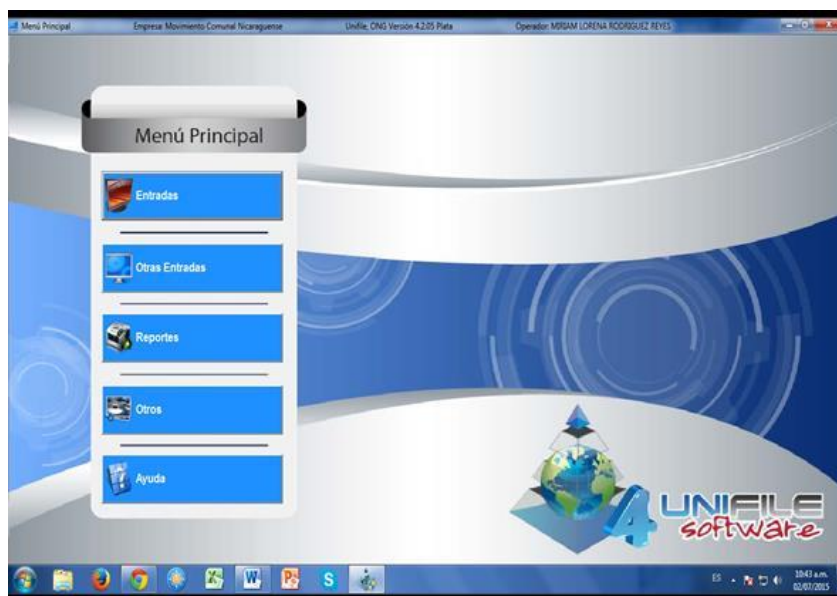 Menú Principal
Empresa: Movimiento Comunal Nicaraguense
Unifile, ONG Versión 4.2.05 Plata
Operador: MIRIAM LORENA RODRIGUEZ REYES
Menú Principal
Entradas
Otras Entradas
Reportes
Otros
Ayuda
4 UNIFILE
software
ES
10:43 a.m.
02/07/2015